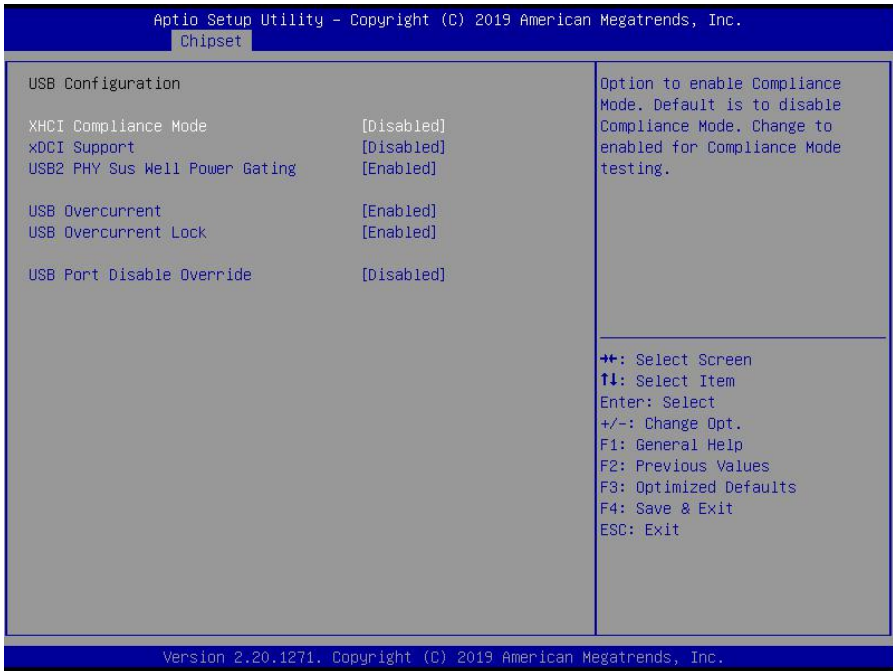 Aptio Setup Utility – Copyright (C) 2019 American Megatrends, Inc.
Chipset
USB Configuration
XHCI Compliance Mode [Disabled]
xDCI Support [Disabled]
USB2 PHY Sus Well Power Gating [Enabled]
USB Overcurrent [Enabled]
USB Overcurrent Lock [Enabled]
USB Port Disable Override [Disabled]
Option to enable Compliance
Mode. Default is to disable
Compliance Mode. Change to
enabled for Compliance Mode
testing.
→←: Select Screen
↑↓: Select Item
Enter: Select
+/-: Change Opt.
F1: General Help
F2: Previous Values
F3: Optimized Defaults
F4: Save & Exit
ESC: Exit
Version 2.20.1271. Copyright (C) 2019 American Megatrends, Inc.